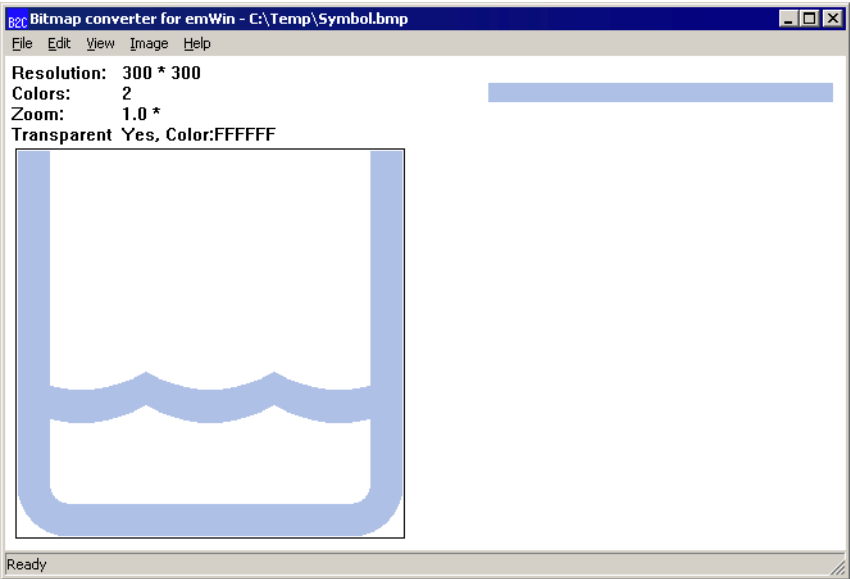 B2C Bitmap converter for emWin - C:\Temp\Symbol.bmp
File Edit View Image Help
Resolution: 300 * 300
Colors: 2
Zoom: 1.0 *
Transparent Yes, Color:FFFFFF
Ready